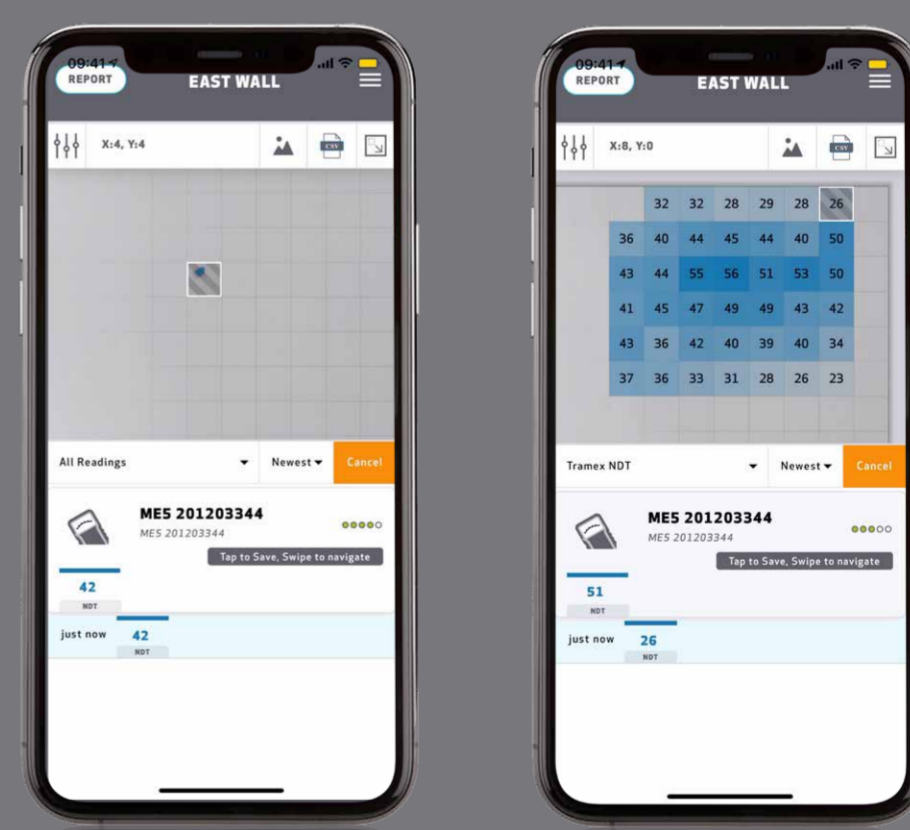 09:41
REPORT
EAST WALL
X:4, Y:4
CSV
All Readings
Newest
Cancel
ME5 201203344
ME5 201203344
Tap to Save, Swipe to navigate
42
NDT
just now
42
NDT
09:41
REPORT
EAST WALL
X:8, Y:0
CSV
32 32 28 29 28 26
36 40 44 45 44 40 50
43 44 55 56 51 53 50
41 45 47 49 49 43 42
43 36 42 40 39 40 34
37 36 33 31 28 26 23
Tramex NDT
Newest
Cancel
ME5 201203344
ME5 201203344
Tap to Save, Swipe to navigate
51
NDT
just now
26
NDT